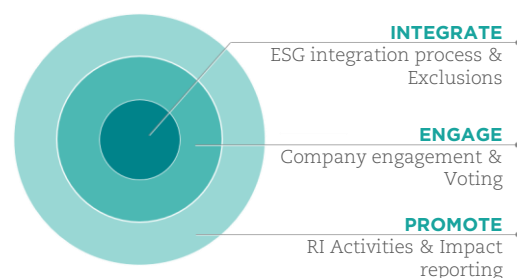 INTEGRATE
ESG integration process &
Exclusions
ENGAGE
Company engagement &
Voting
PROMOTE
RI Activities & Impact
reporting